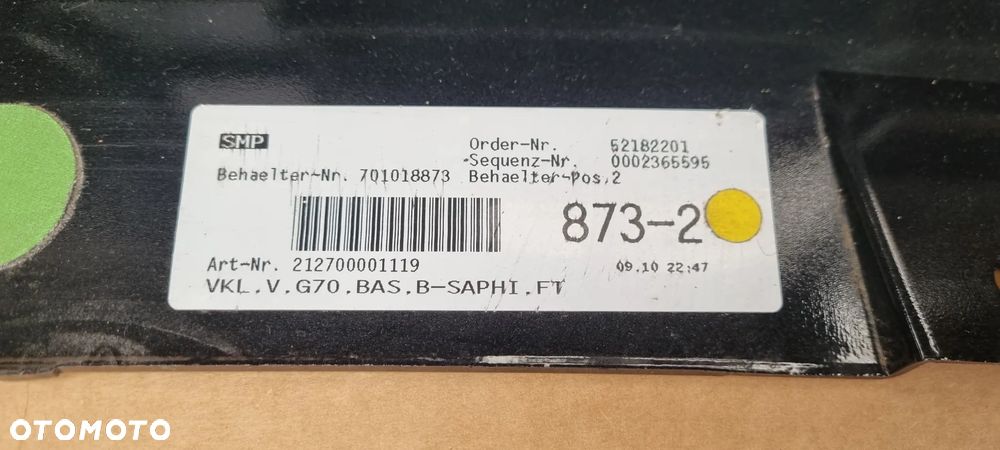 SMP
Order-Nr. 52182201
Sequenz-Nr. 0002365595
Behaelter-Nr. 701018873 Behaelter-Pos.2
873-2
Art-Nr. 212700001119
09.10 22:47
VKL.V.G70.BAS.B-SAPHI.FT
OTOMOTO